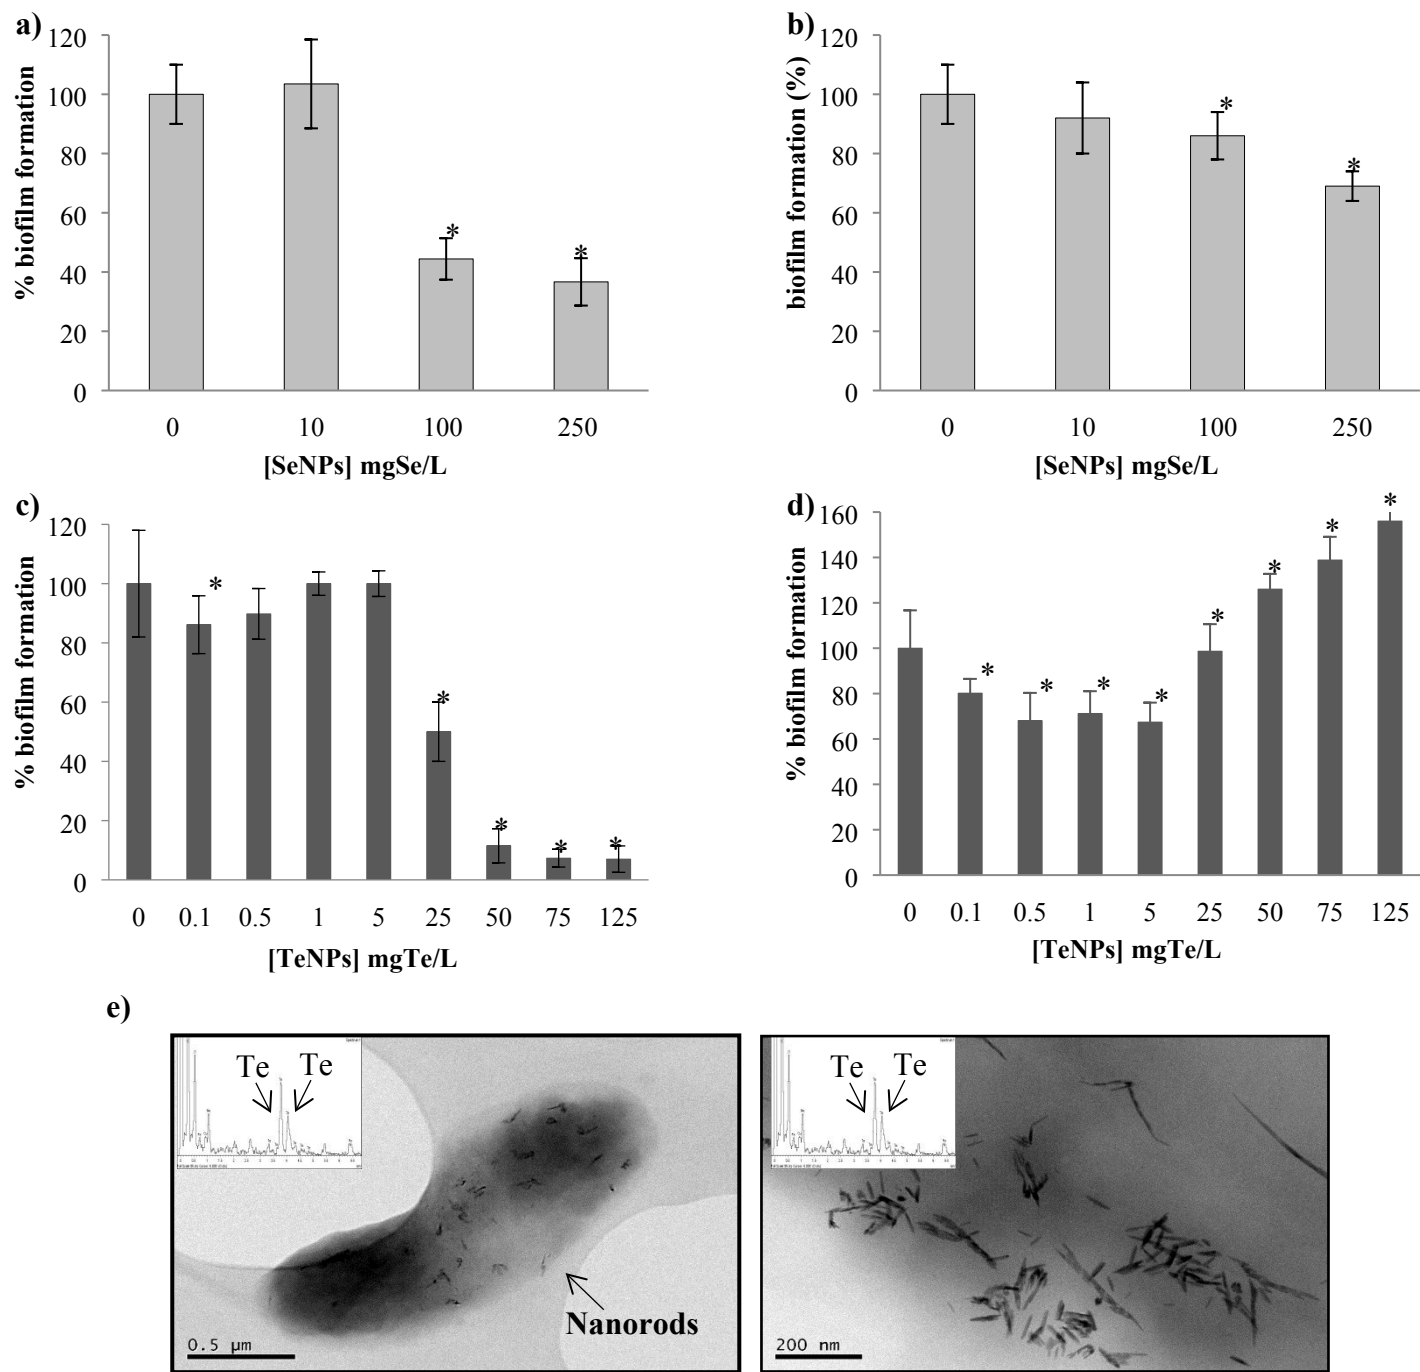 a)
% biofilm formation
120
100
80
60
40
20
0
* *
0 10 100 250
[SeNPs] mgSe/L
b)
biofilm formation (%)
120
100
80
60
40
20
0
* *
0 10 100 250
[SeNPs] mgSe/L
c)
% biofilm formation
120
100
80
60
40
20
0
* * * * *
0 0.1 0.5 1 5 25 50 75 125
[TeNPs] mgTe/L
d)
% biofilm formation
160
140
120
100
80
60
40
20
0
* * * * * * * *
0 0.1 0.5 1 5 25 50 75 125
[TeNPs] mgTe/L
e)
Te Te
Nanorods
0.5 µm
Te Te
200 nm